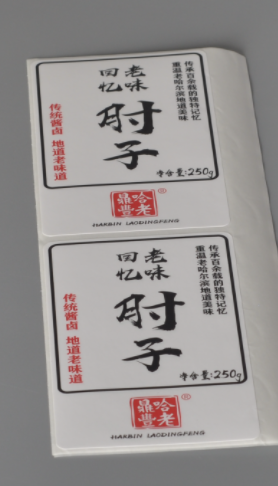 传承百余载的独特记忆
重温老哈尔滨地道美味
老味
回忆
肘子
传统酱卤 地道老味道
净含量:250g
哈老
鼎豐
®
HARBIN LAODINGFENG
传承百余载的独特记忆
重温老哈尔滨地道美味
老味
回忆
肘子
传统酱卤 地道老味道
净含量:250g
哈老
鼎豐
®
HARBIN LAODINGFENG